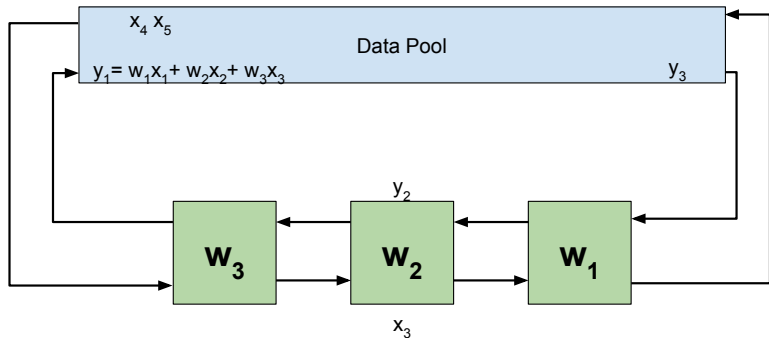 x₄ x₅
Data Pool
y₁= w₁x₁+ w₂x₂+ w₃x₃
y₃
y₂
w₃
w₂
w₁
x₃